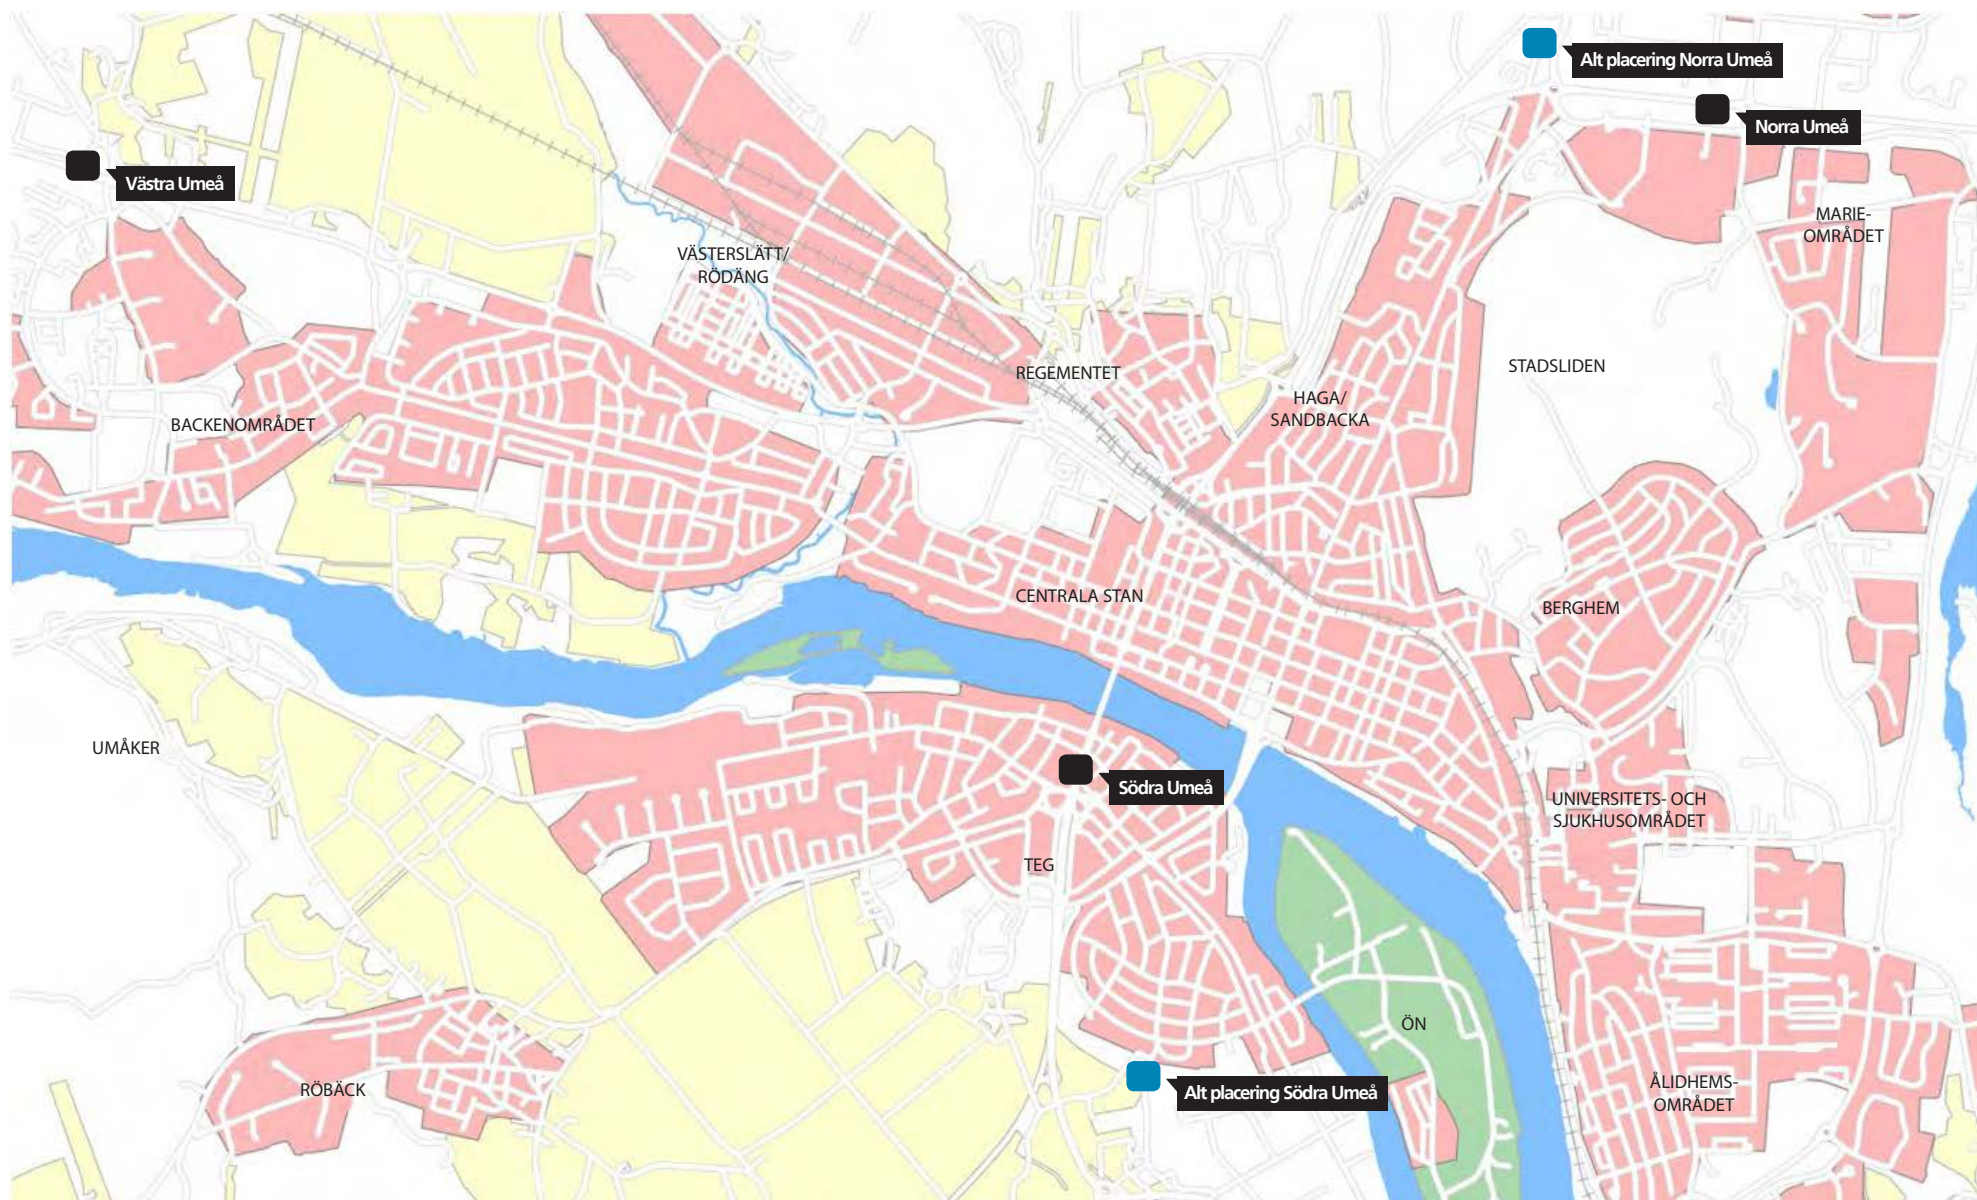 Alt placering Norra Umeå
Norra Umeå
Västra Umeå
MARIE-
OMRÅDET
VÄSTERSLÄTT/
RÖDÄNG
REGEMENTET
STADSLIDEN
HAGA/
SANDBACKA
BACKENOMRÅDET
CENTRALA STAN
BERGHEM
UMÅKER
Södra Umeå
UNIVERSITETS- OCH
SJUKHUSOMRÅDET
TEG
ÖN
RÖBÄCK
Alt placering Södra Umeå
ÅLIDHEMS-
OMRÅDET